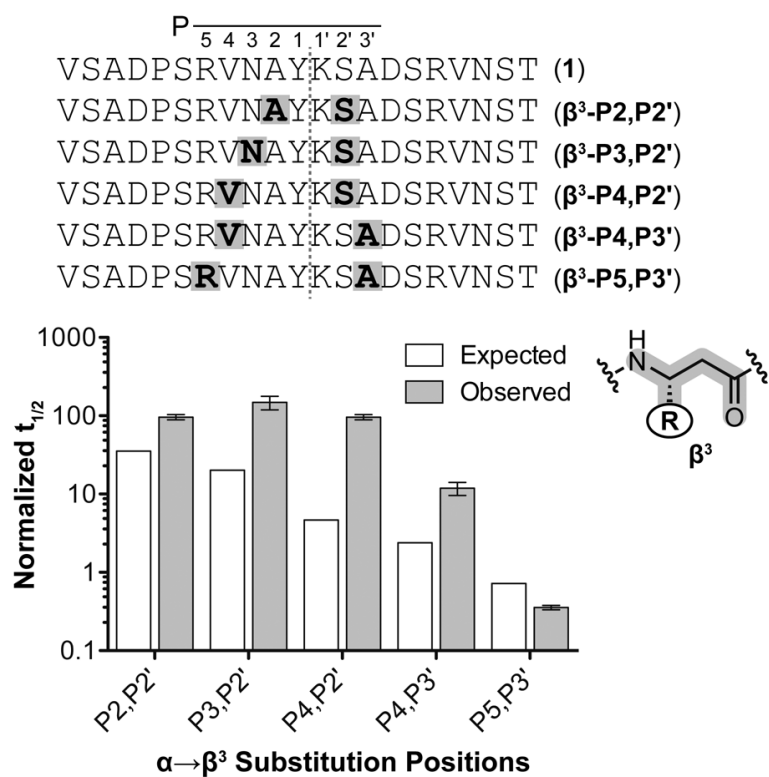 P
5 4 3 2 1 1' 2' 3'
VSADPSRVNAYKSADSRVNST (1)
VSADPSRVNAYKSADSRVNST (β³-P2,P2')
VSADPSRVNAYKSADSRVNST (β³-P3,P2')
VSADPSRVNAYKSADSRVNST (β³-P4,P2')
VSADPSRVNAYKSADSRVNST (β³-P4,P3')
VSADPSRVNAYKSADSRVNST (β³-P5,P3')
1000
100
10
1
0.1
Normalized t1/2
Expected
Observed
H
N
R
O
β³
P2,P2'
P3,P2'
P4,P2'
P4,P3'
P5,P3'
α→β³ Substitution Positions